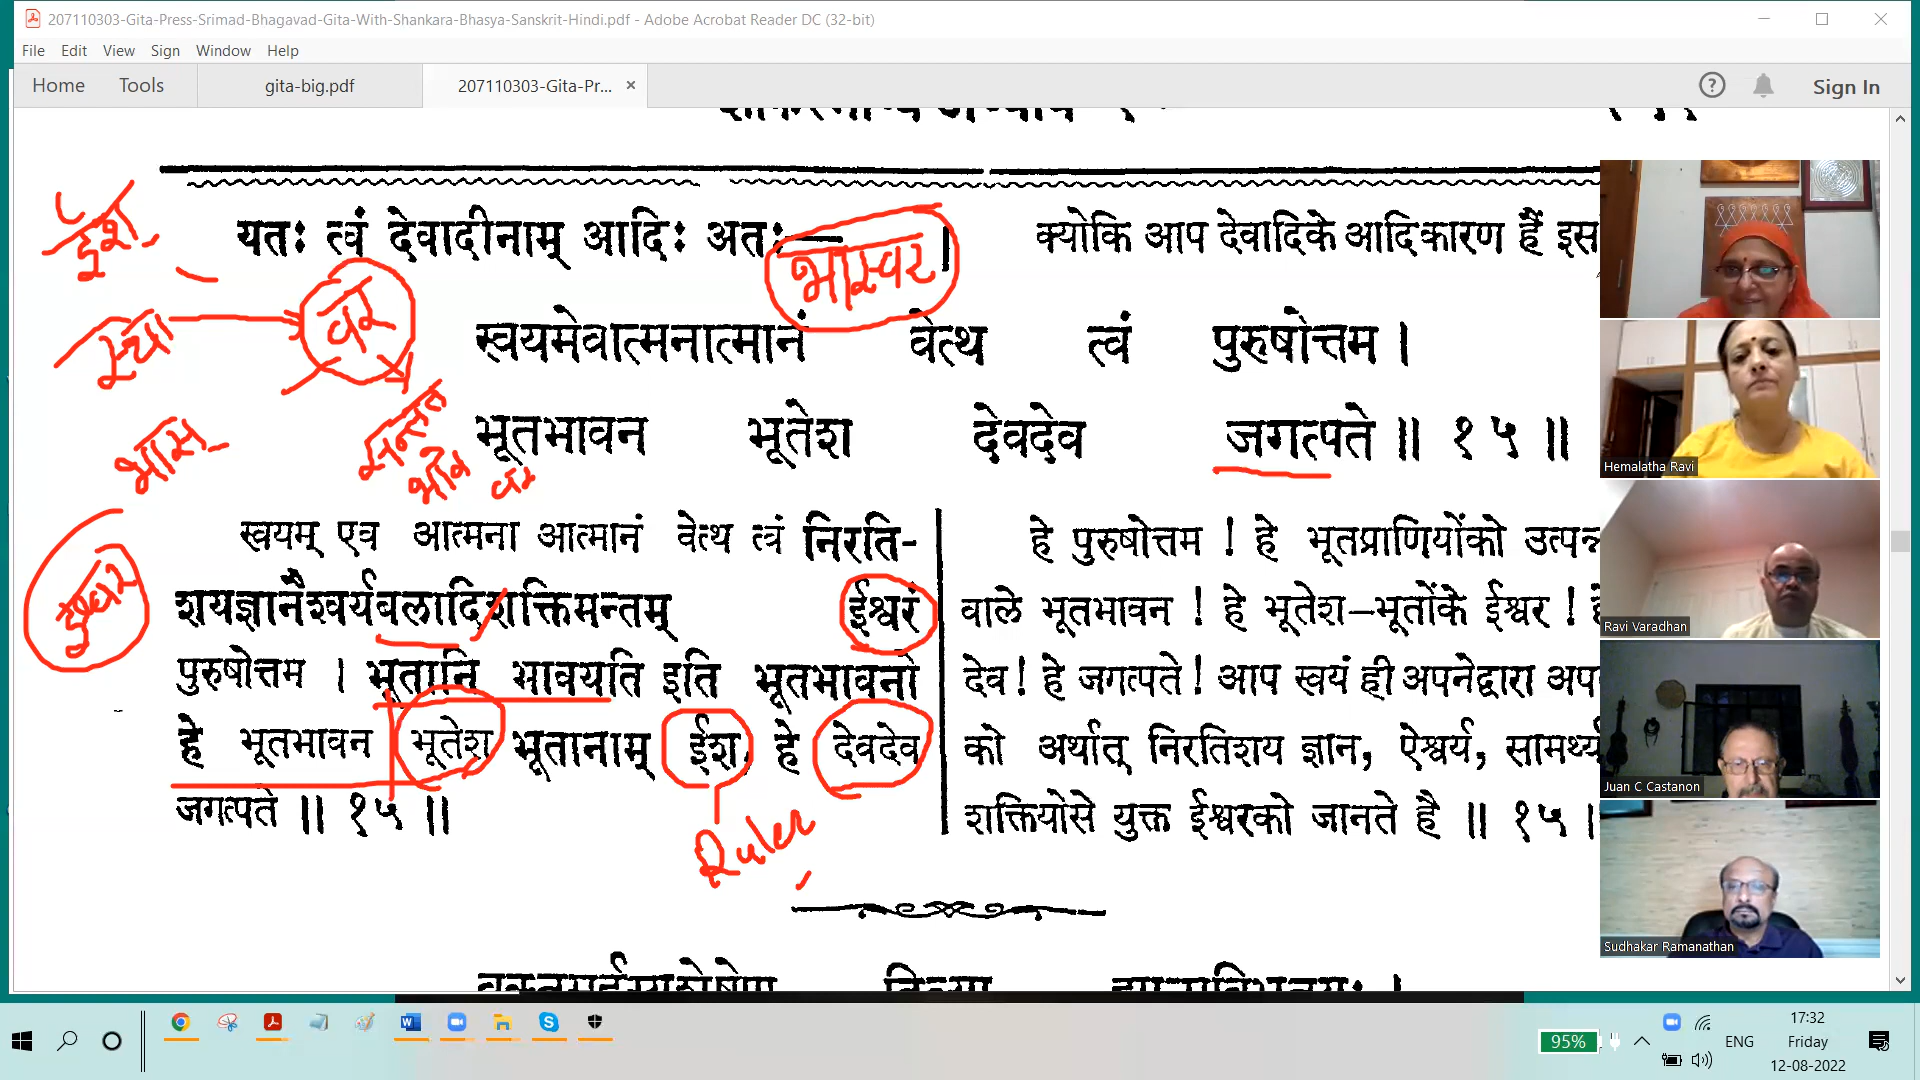 207110303-Gita-Press-Srimad-Bhagavad-Gita-With-Shankara-Bhasya-Sanskrit-Hindi.pdf - Adobe Acrobat Reader DC (32-bit)
File Edit View Sign Window Help
Home Tools gita-big.pdf 207110303-Gita-Pr... × Sign In
यतः त्वं देवादीनाम् आदिः अतः— ।
क्योकि आप देवादिके आदिकारण हैं इस
ईश्
भास्वर
स्था वर
स्वयमेवात्मनात्मानं वेत्थ त्वं पुरुषोत्तम ।
भूतभावन भूतेश देवदेव जगत्पते ॥ १५ ॥
भास्
वर
ईश्वर
स्वयम् एव आत्मना आत्मानं वेत्थ त्वं निरति-
शयज्ञानैश्वर्यबलादिशक्तिमन्तम् ईश्वरं
पुरुषोत्तम । भूतानि भावयति इति भूतभावनो
हे भूतभावन भूतेश भूतानाम् ईश, हे देवदेव
जगत्पते ॥ १५ ॥
Ruler
हे पुरुषोत्तम ! हे भूतप्राणियोंको उत्पन्न
वाले भूतभावन ! हे भूतेश–भूतोंके ईश्वर ! हे
देव ! हे जगत्पते ! आप स्वयं ही अपनेद्वारा अप
को अर्थात् निरतिशय ज्ञान, ऐश्वर्य, सामर्थ्य
शक्तियोसे युक्त ईश्वरको जानते है ॥ १५ ।
Hemalatha Ravi
Ravi Varadhan
Juan C Castanon
Sudhakar Ramanathan
95% ENG
17:32
Friday
12-08-2022